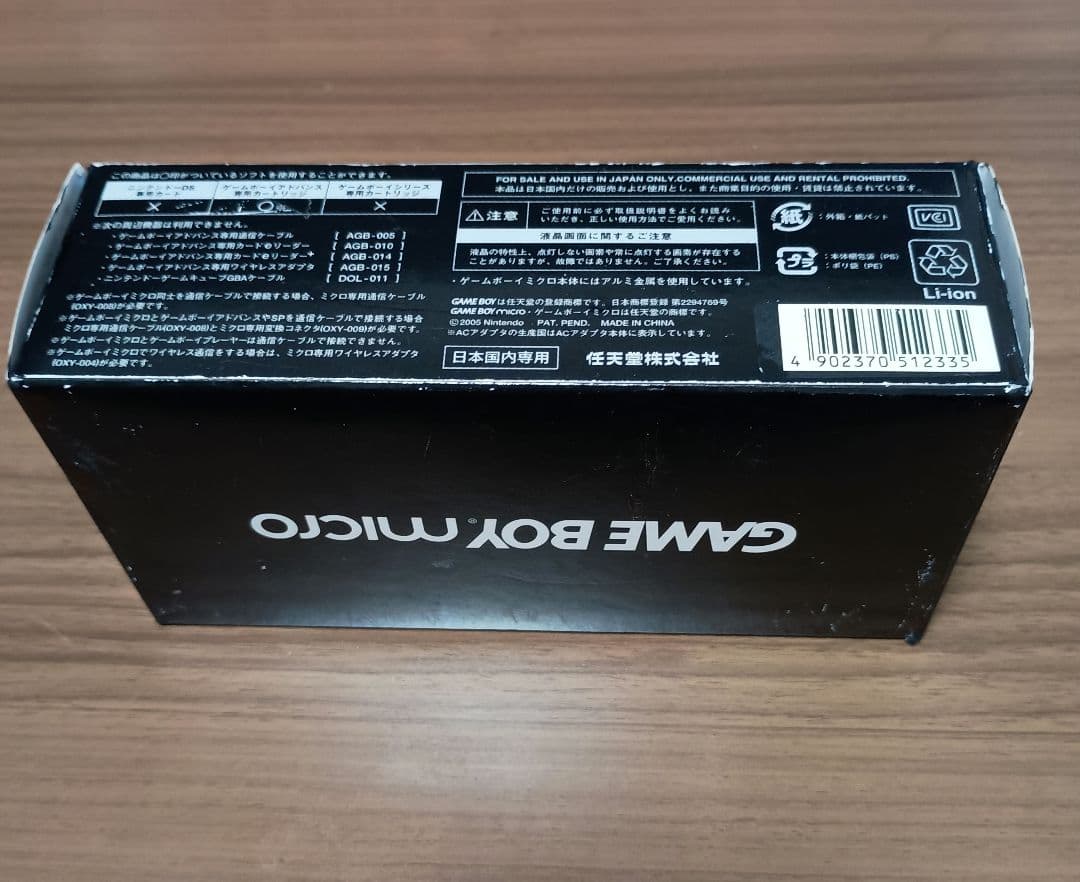 この商品は〇印がついているソフトを使用することができます。
ニンテンドーDS専用カード
ゲームボーイアドバンス専用カートリッジ
ゲームボーイシリーズ専用カートリッジ
× ○ ×
※次の周辺機器は利用できません。
・ゲームボーイアドバンス専用通信ケーブル [ AGB-005 ]
・ゲームボーイアドバンス専用カードeリーダー [ AGB-010 ]
・ゲームボーイアドバンス専用カードeリーダー+ [ AGB-014 ]
・ゲームボーイアドバンス専用ワイヤレスアダプタ [ AGB-015 ]
・ニンテンドーゲームキューブGBAケーブル [ DOL-011 ]
※ゲームボーイミクロ同士を通信ケーブルで接続する場合、ミクロ専用通信ケーブル
(OXY-008)が必要です。
※ゲームボーイミクロとゲームボーイアドバンスやSPを通信ケーブルで接続する場合
ミクロ専用通信ケーブル(OXY-008)とミクロ専用変換コネクタ(OXY-009)が必要です。
※ゲームボーイミクロとゲームボーイプレーヤーは通信ケーブルで接続できません。
※ゲームボーイミクロでワイヤレス通信をする場合は、ミクロ専用ワイヤレスアダプタ
(OXY-004)が必要です。
FOR SALE AND USE IN JAPAN ONLY.COMMERCIAL USE AND RENTAL PROHIBITED.
本品は日本国内だけの販売および使用とし、また商業目的の使用・賃貸は禁止されています。
注意
ご使用前に必ず取扱説明書をよくお読み
いただき、正しい使用方法でご愛用ください。
液晶画面に関するご注意
液晶の特性上、点灯しない画素や常に点灯する画素が存在する
ことがありますが、故障ではありません。ご了承ください。
・ゲームボーイミクロ本体にはアルミ金属を使用しています。
GAME BOYは任天堂の登録商標です。日本商標登録 第2294769号
GAME BOY micro・ゲームボーイミクロは任天堂の商標です。
©2005 Nintendo PAT. PEND. MADE IN CHINA
※ACアダプタの生産国はACアダプタ本体に表示しています。
日本国内専用
任天堂株式会社
紙
:外箱・紙パット
プラ
:本体梱包袋(PS)
:ポリ袋(PE)
VCI
Li-ion
4 902370 512335
GAME BOY micro®